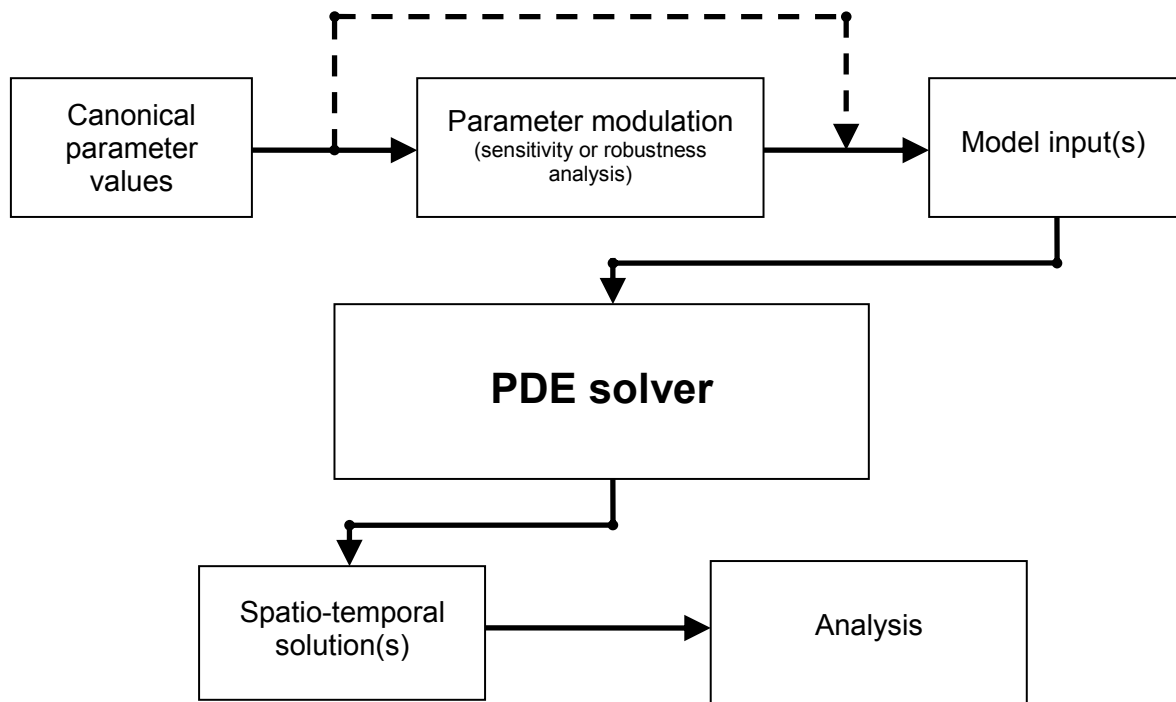 Canonical
parameter
values
Parameter modulation
(sensitivity or robustness
analysis)
Model input(s)
PDE solver
Spatio-temporal
solution(s)
Analysis